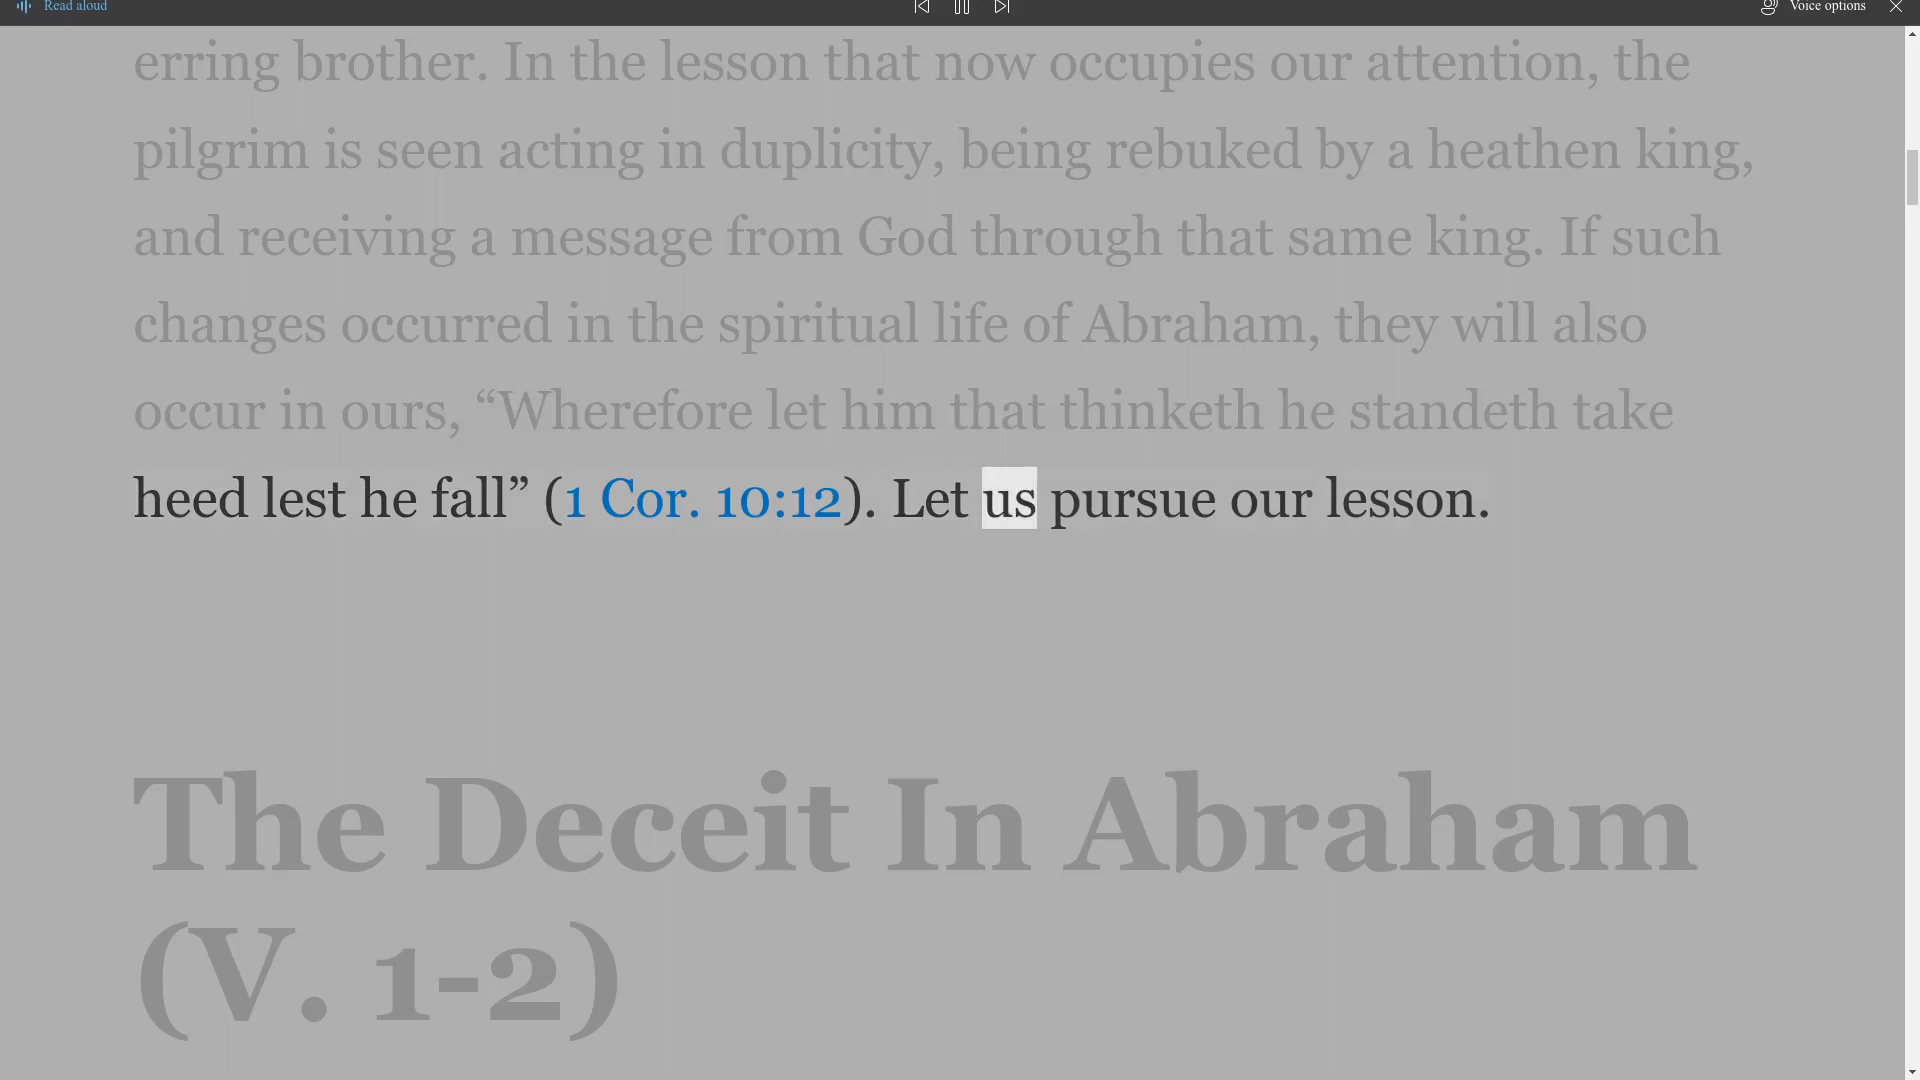 Read aloud
Voice options
erring brother. In the lesson that now occupies our attention, the
pilgrim is seen acting in duplicity, being rebuked by a heathen king,
and receiving a message from God through that same king. If such
changes occurred in the spiritual life of Abraham, they will also
occur in ours, “Wherefore let him that thinketh he standeth take
heed lest he fall” (1 Cor. 10:12). Let us pursue our lesson.
The Deceit In Abraham
(V. 1-2)